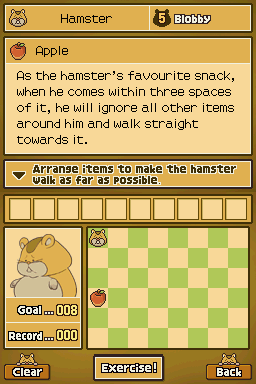 Hamster
5 Blobby
Apple
As the hamster's favourite snack,
when he comes within three spaces
of it, he will ignore all other items
around him and walk straight
towards it.
Arrange items to make the hamster
walk as far as possible.
Goal ... 008
Record ... 000
Clear
Exercise!
Back